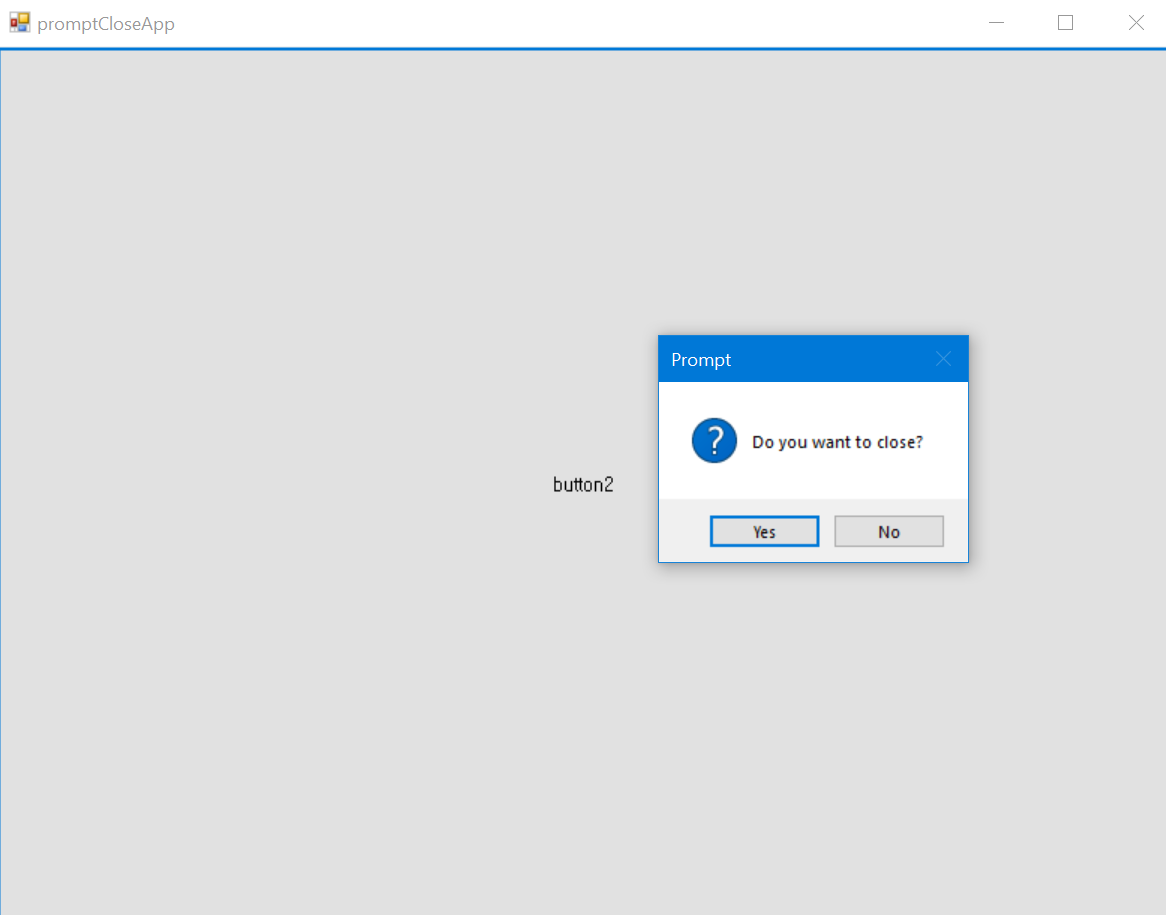 promptCloseApp
Prompt
Do you want to close?
button2
Yes
No